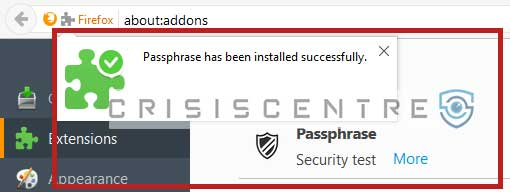 Firefox
about:addons
Passphrase has been installed successfully.
CRISISCENTRE
Extensions
Passphrase
Security test More
Appearance